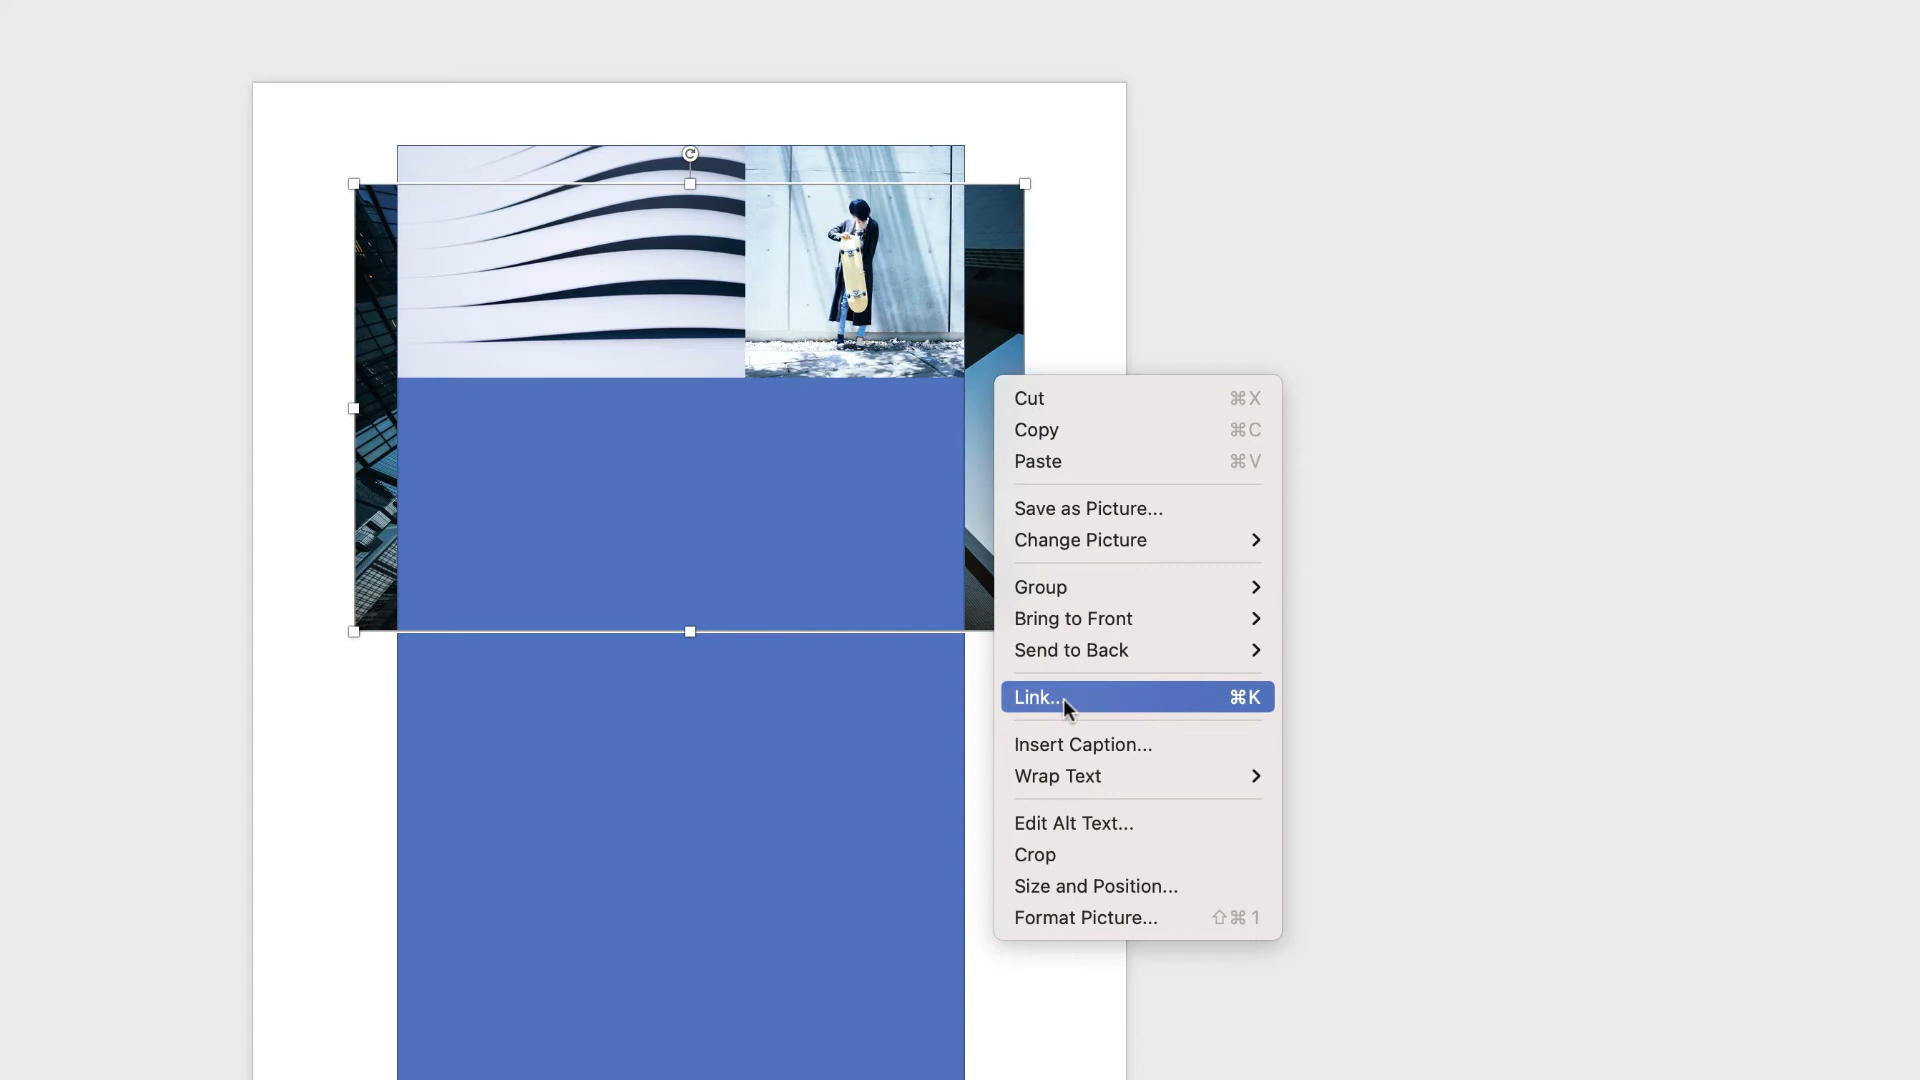 Cut ⌘X
Copy ⌘C
Paste ⌘V
Save as Picture...
Change Picture
Group
Bring to Front
Send to Back
Link... ⌘K
Insert Caption...
Wrap Text
Edit Alt Text...
Crop
Size and Position...
Format Picture... ⇧⌘1